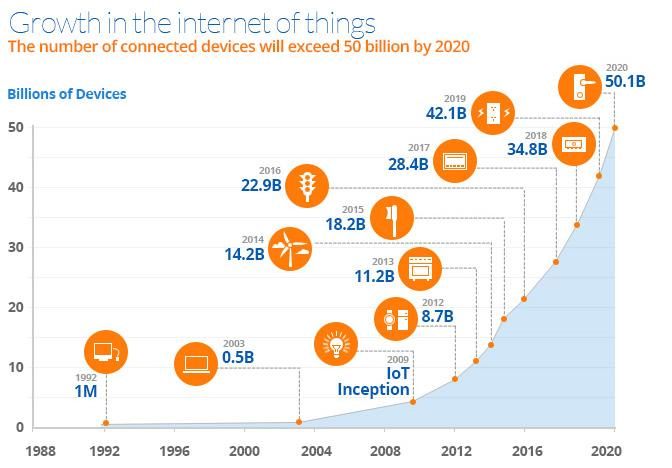 Growth in the internet of things
The number of connected devices will exceed 50 billion by 2020
Billions of Devices
2020
50.1B
2019
42.1B
2018
34.8B
2017
28.4B
2016
22.9B
2015
18.2B
2014
14.2B
2013
11.2B
2012
8.7B
2009
IoT
Inception
2003
0.5B
1992
1M
50
40
30
20
10
0
1988
1992
1996
2000
2004
2008
2012
2016
2020